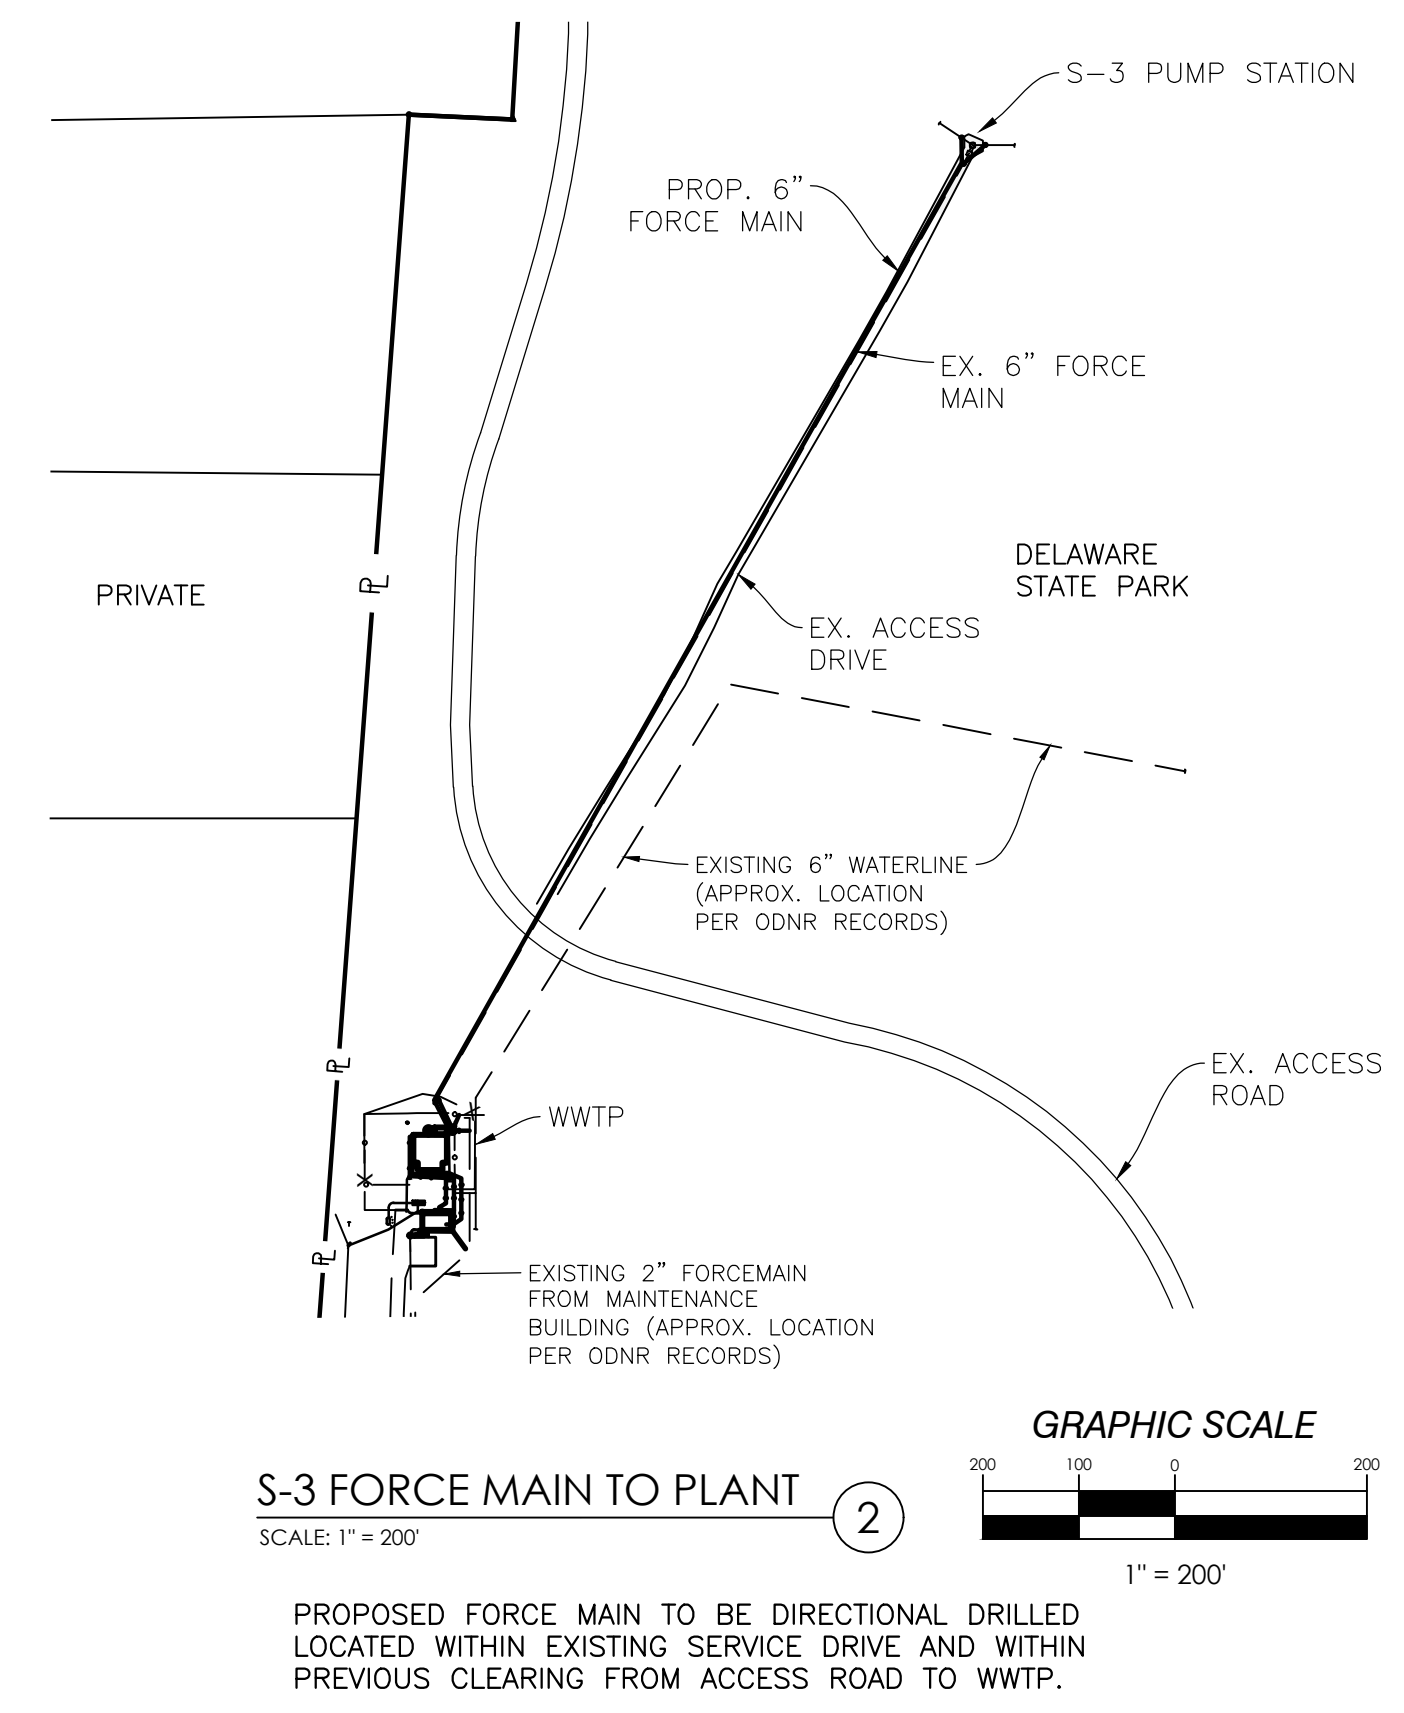 S-3 PUMP STATION
PROP. 6”
FORCE MAIN
EX. 6” FORCE
MAIN
DELAWARE
STATE PARK
PRIVATE
PL
EX. ACCESS
DRIVE
EXISTING 6” WATERLINE
(APPROX. LOCATION
PER ODNR RECORDS)
PL
EX. ACCESS
ROAD
WWTP
X
PL
EXISTING 2” FORCEMAIN
FROM MAINTENANCE
BUILDING (APPROX. LOCATION
PER ODNR RECORDS)
GRAPHIC SCALE
200 100 0 200
1" = 200'
S-3 FORCE MAIN TO PLANT
2
SCALE: 1" = 200'
PROPOSED FORCE MAIN TO BE DIRECTIONAL DRILLED
LOCATED WITHIN EXISTING SERVICE DRIVE AND WITHIN
PREVIOUS CLEARING FROM ACCESS ROAD TO WWTP.